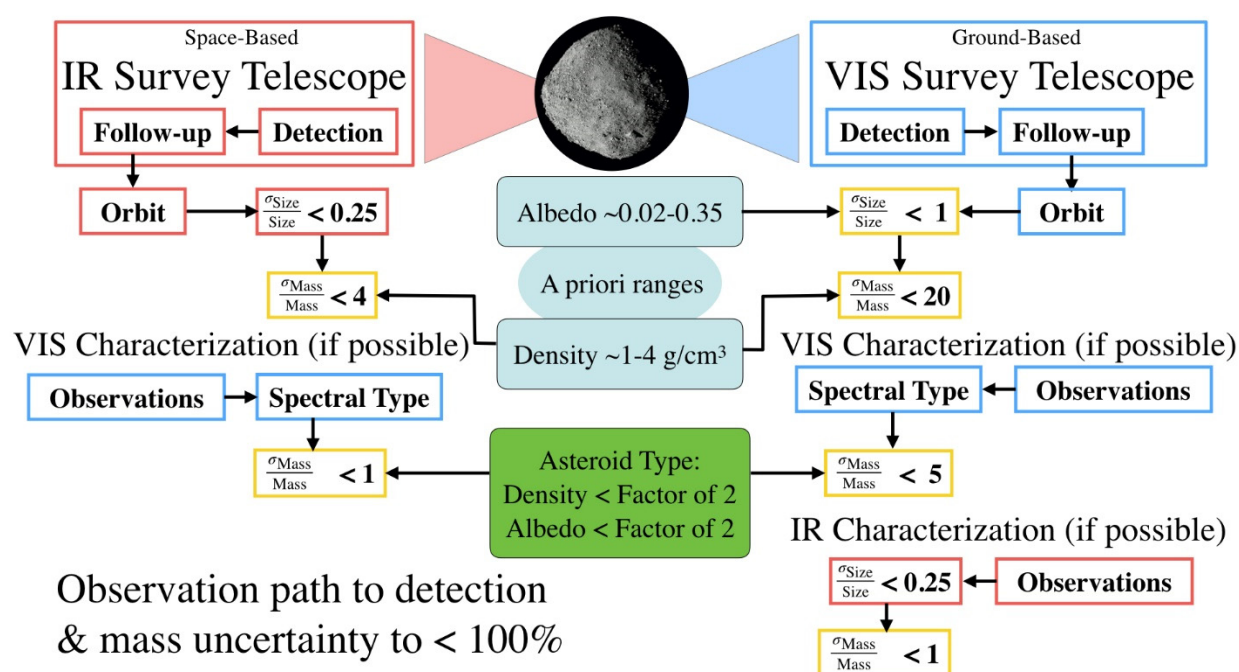 Space-Based
IR Survey Telescope
Follow-up
Detection
Orbit
σSize
Size
< 0.25
σMass
Mass
< 4
VIS Characterization (if possible)
Observations
Spectral Type
σMass
Mass
< 1
Albedo ~0.02-0.35
A priori ranges
Density ~1-4 g/cm³
Asteroid Type:
Density < Factor of 2
Albedo < Factor of 2
Ground-Based
VIS Survey Telescope
Detection
Follow-up
σSize
Size
< 1
Orbit
σMass
Mass
< 20
VIS Characterization (if possible)
Spectral Type
Observations
σMass
Mass
< 5
IR Characterization (if possible)
σSize
Size
< 0.25
Observations
σMass
Mass
< 1
Observation path to detection
& mass uncertainty to < 100%